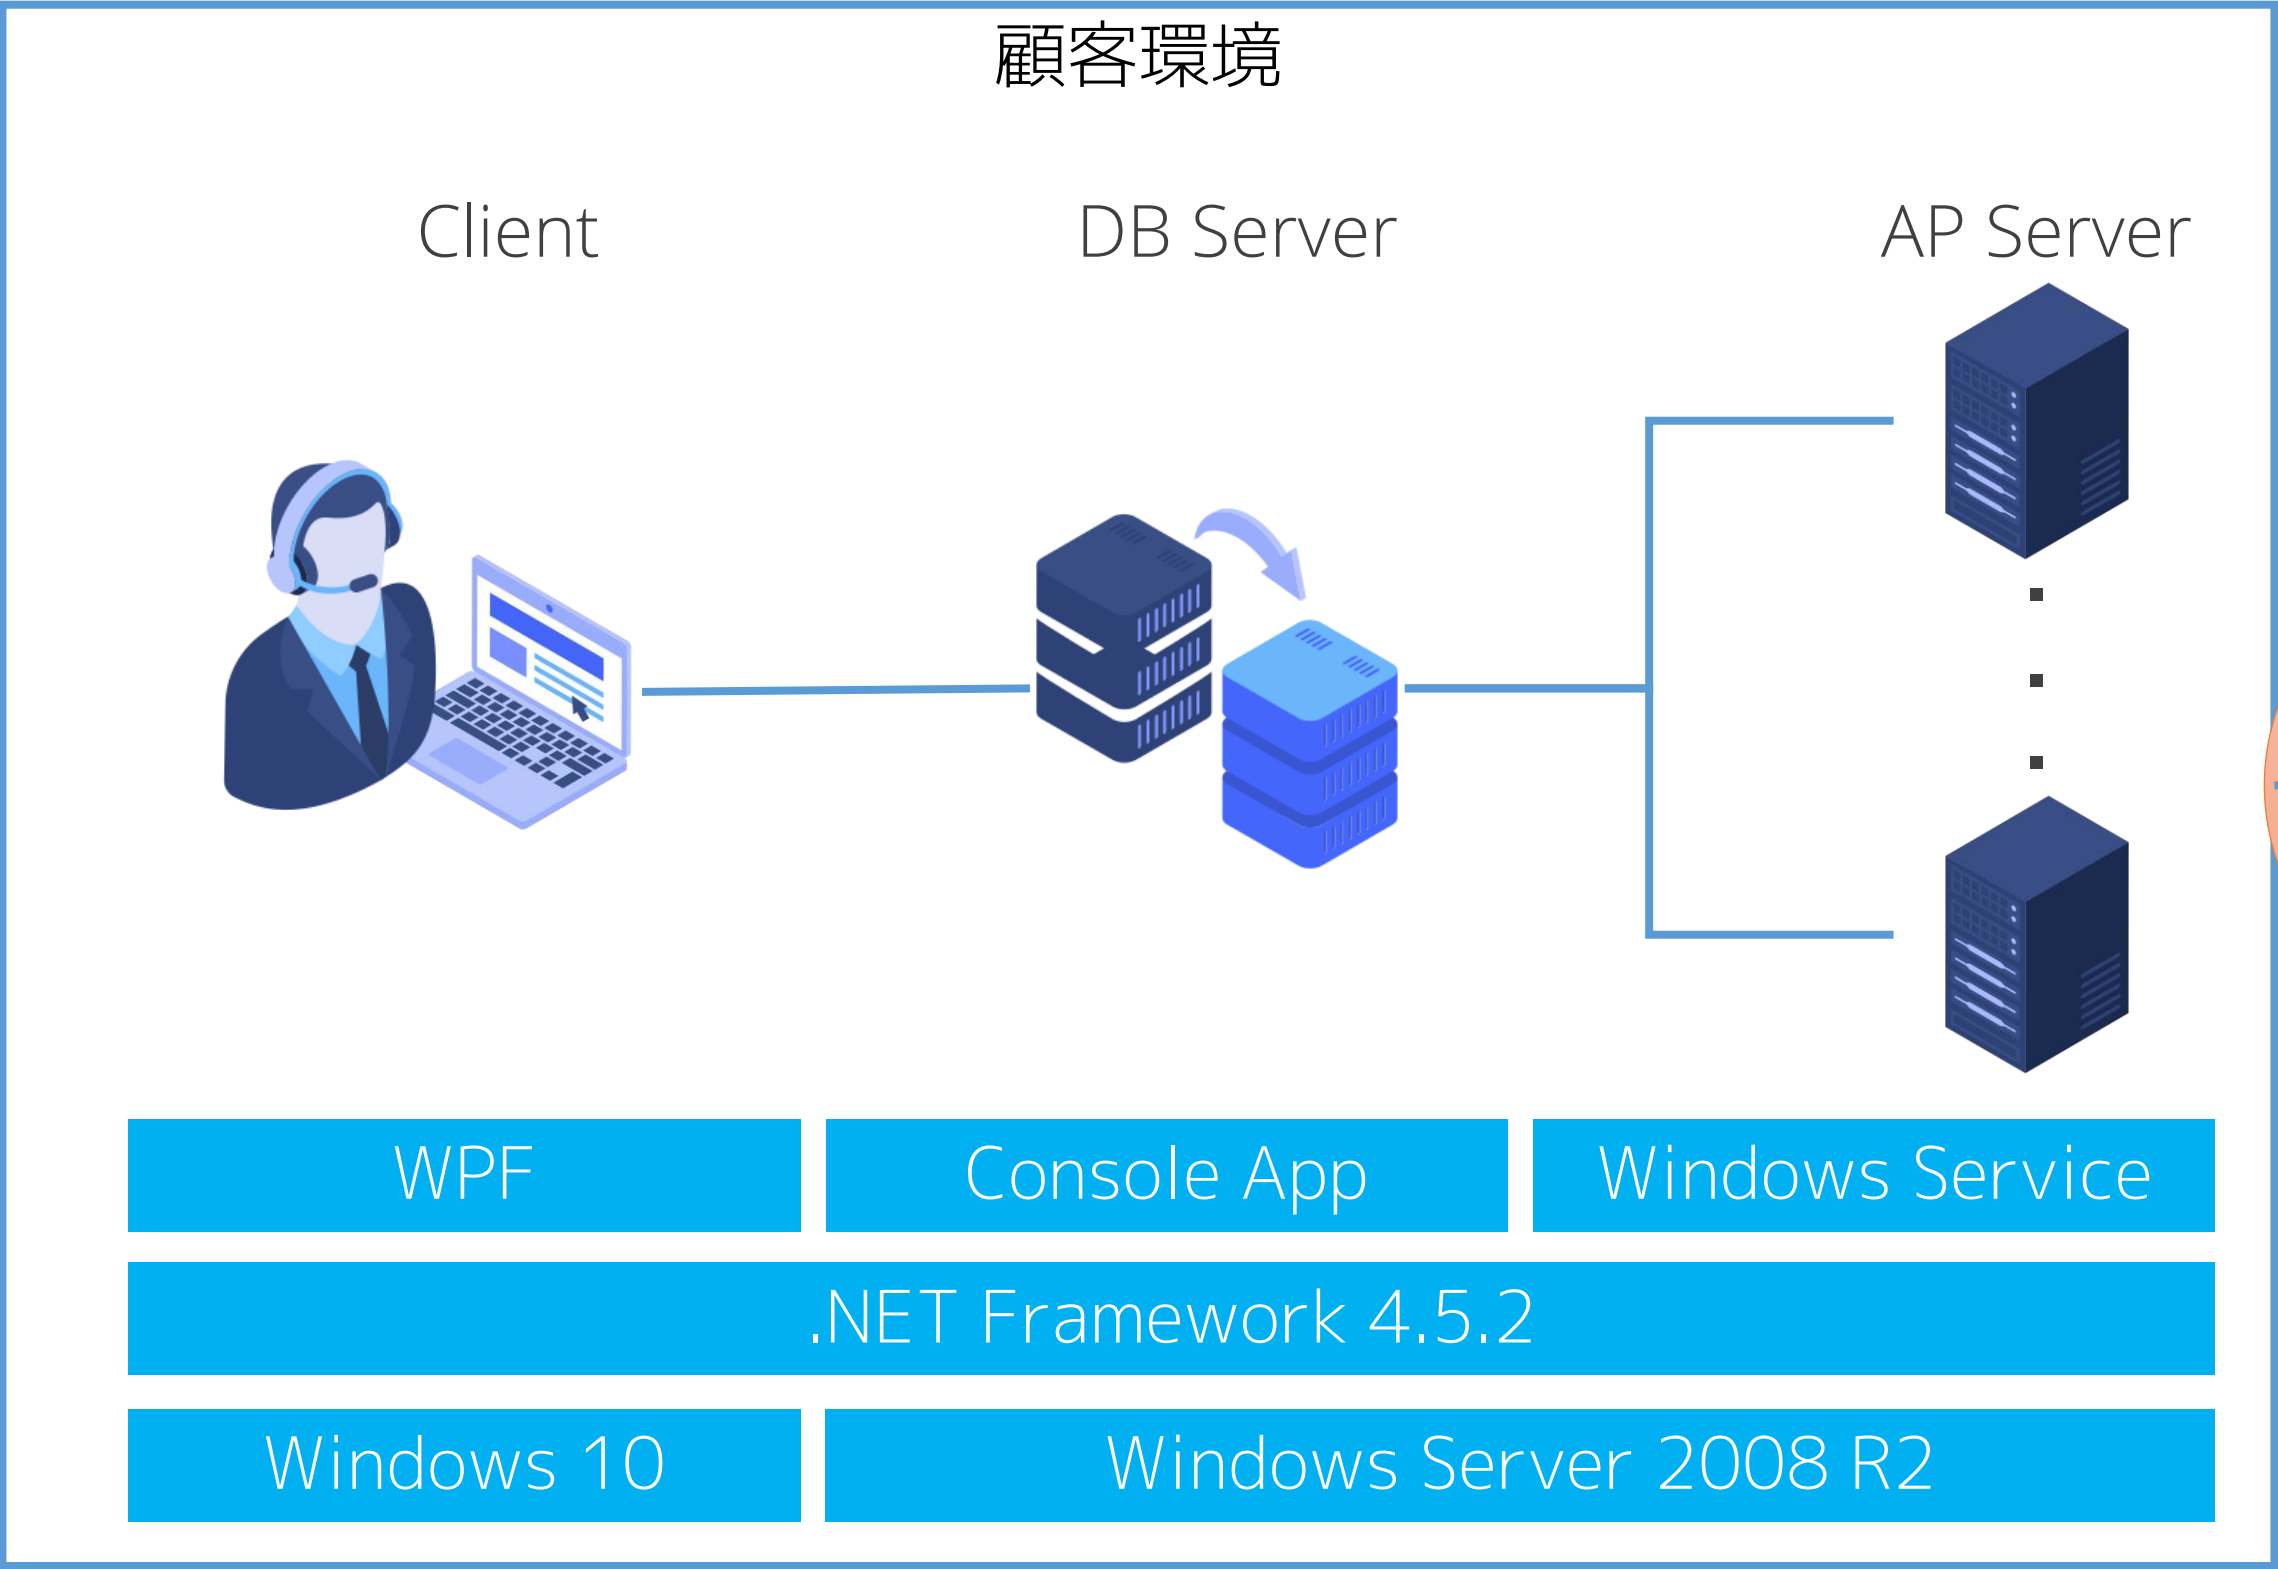 顧客環境
Client
DB Server
AP Server
WPF
Console App
Windows Service
.NET Framework 4.5.2
Windows 10
Windows Server 2008 R2